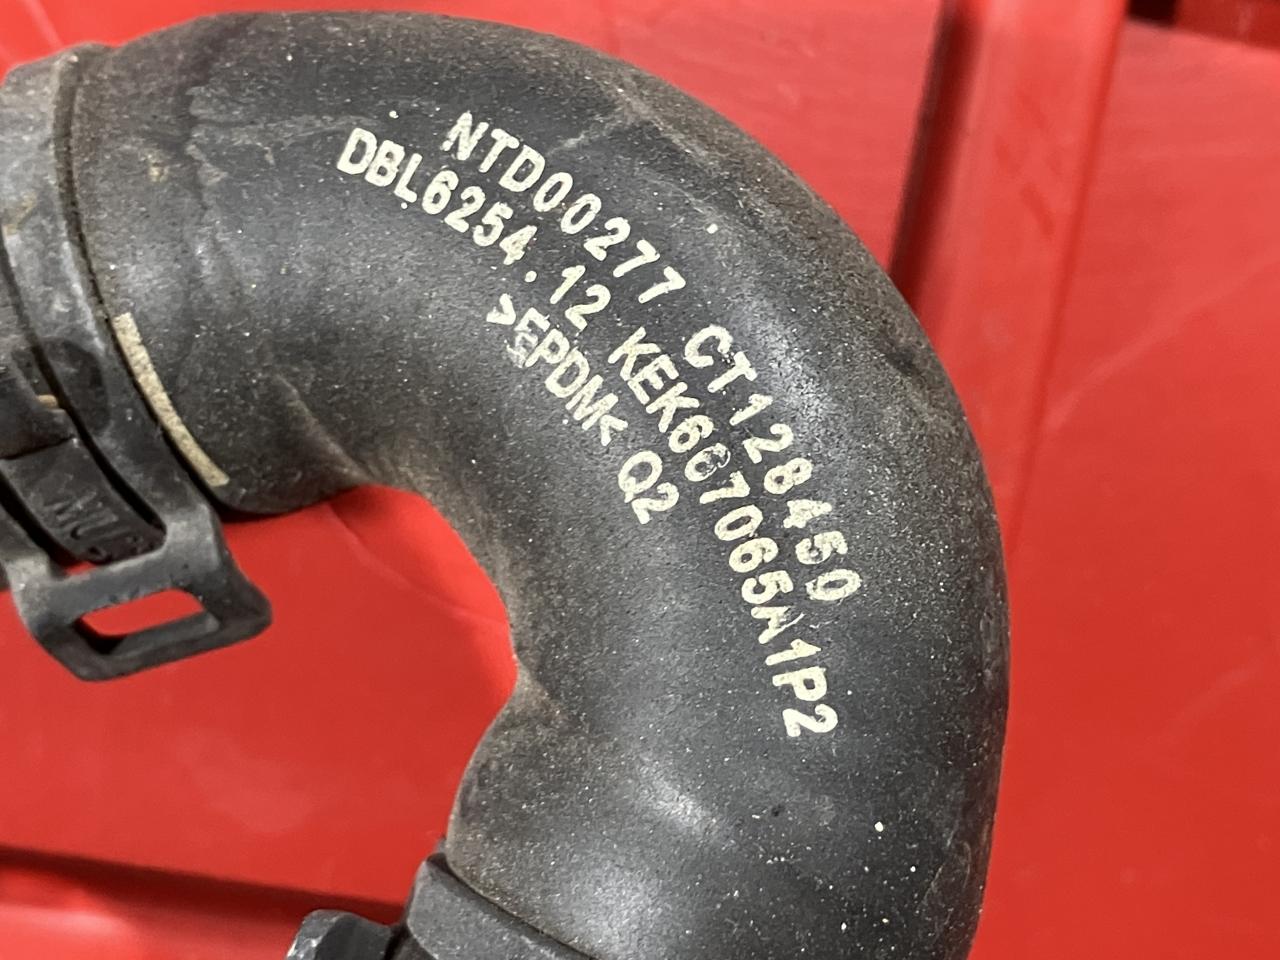 NTD00277 CT128450
DBL6254.12 KEK667065A1P2
>EPDM< Q2